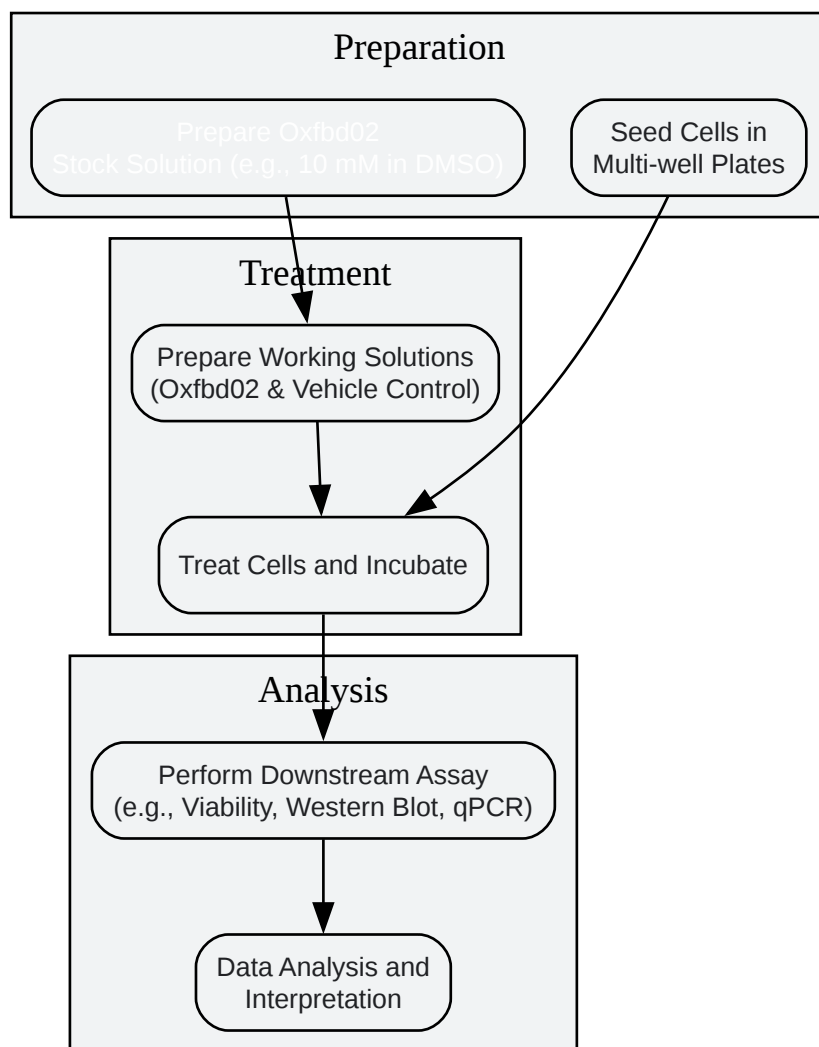 Preparation
Prepare Oxfbd02
Stock Solution (e.g., 10 mM in DMSO)
Seed Cells in
Multi-well Plates
Treatment
Prepare Working Solutions
(Oxfbd02 & Vehicle Control)
Treat Cells and Incubate
Analysis
Perform Downstream Assay
(e.g., Viability, Western Blot, qPCR)
Data Analysis and
Interpretation